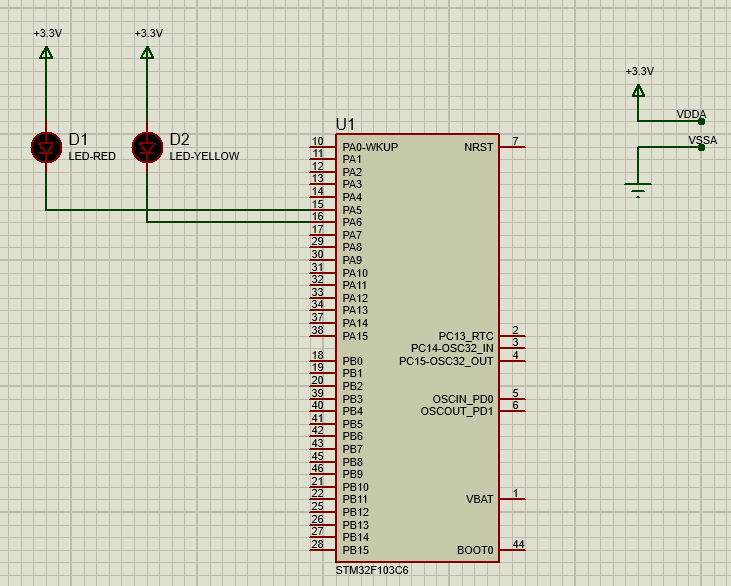 +3.3V
+3.3V
D1
LED-RED
D2
LED-YELLOW
+3.3V
VDDA
VSSA
U1
10 PA0-WKUP
11 PA1
12 PA2
13 PA3
14 PA4
15 PA5
16 PA6
17 PA7
29 PA8
30 PA9
31 PA10
32 PA11
33 PA12
34 PA13
37 PA14
38 PA15
18 PB0
19 PB1
20 PB2
39 PB3
40 PB4
41 PB5
42 PB6
43 PB7
45 PB8
46 PB9
21 PB10
22 PB11
25 PB12
26 PB13
27 PB14
28 PB15
NRST 7
PC13_RTC 2
PC14-OSC32_IN 3
PC15-OSC32_OUT 4
OSCIN_PD0 5
OSCOUT_PD1 6
VBAT 1
BOOT0 44
STM32F103C6